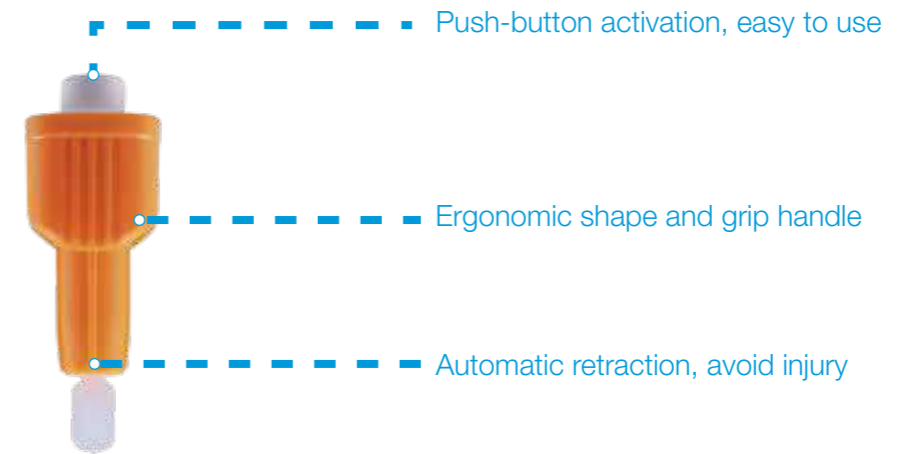 Push-button activation, easy to use
Ergonomic shape and grip handle
Automatic retraction, avoid injury